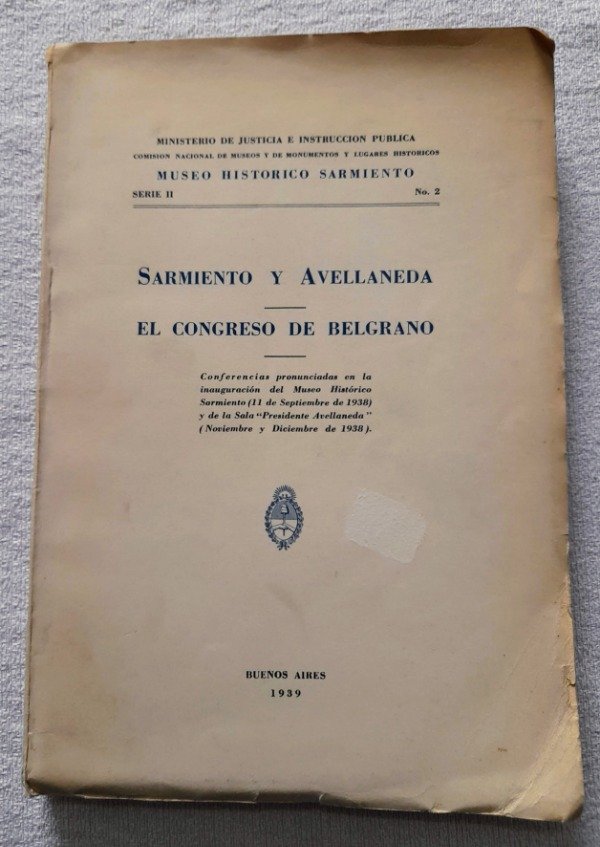 MINISTERIO DE JUSTICIA E INSTRUCCION PUBLICA
COMISION NACIONAL DE MUSEOS Y DE MONUMENTOS Y LUGARES HISTORICOS
MUSEO HISTORICO SARMIENTO
SERIE II No. 2
SARMIENTO Y AVELLANEDA
EL CONGRESO DE BELGRANO
Conferencias pronunciadas en la
inauguración del Museo Histórico
Sarmiento (11 de Septiembre de 1938)
y de la Sala "Presidente Avellaneda"
(Noviembre y Diciembre de 1938).
BUENOS AIRES
1939